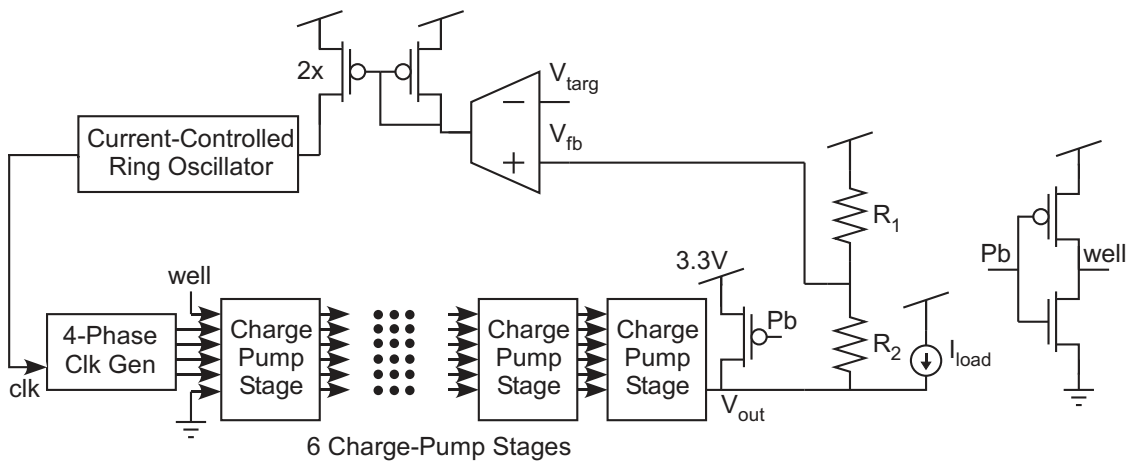 2x
V_targ
V_fb
Current-Controlled
Ring Oscillator
R_1
3.3V
Pb
well
well
4-Phase
Clk Gen
clk
Charge
Pump
Stage
Charge
Pump
Stage
Charge
Pump
Stage
Pb
R_2
I_load
V_out
6 Charge-Pump Stages